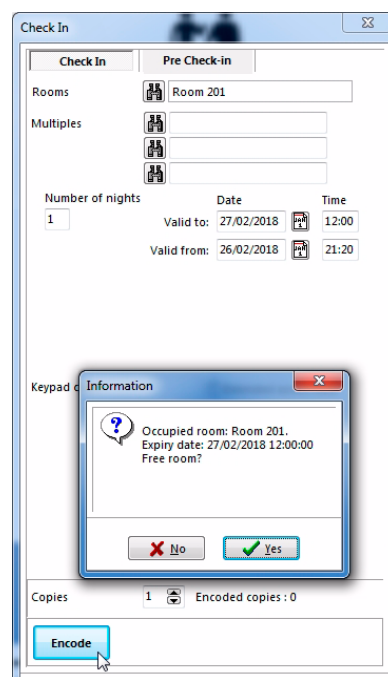 Check In
Check In Pre Check-in
Rooms Room 201
Multiples
Number of nights Date Time
1 Valid to: 27/02/2018 12:00
Valid from: 26/02/2018 21:20
Keypad
Information
Occupied room: Room 201.
Expiry date: 27/02/2018 12:00:00
Free room?
No Yes
Copies 1 Encoded copies : 0
Encode